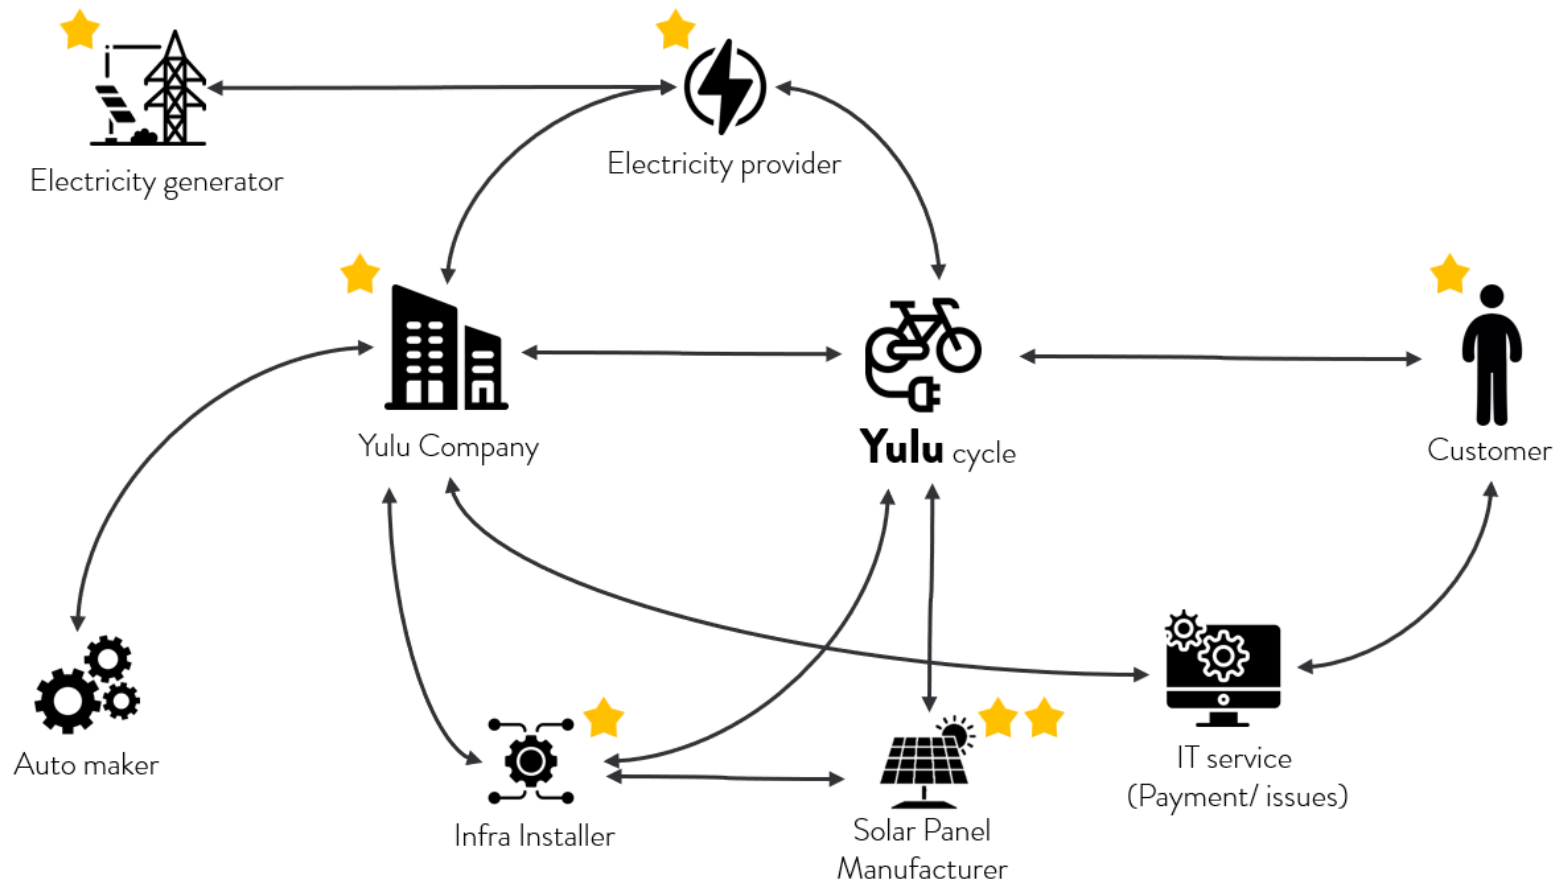 Electricity generator
Electricity provider
Yulu Company
Yulu cycle
Customer
Auto maker
Infra Installer
Solar Panel
Manufacturer
IT service
(Payment/ issues)